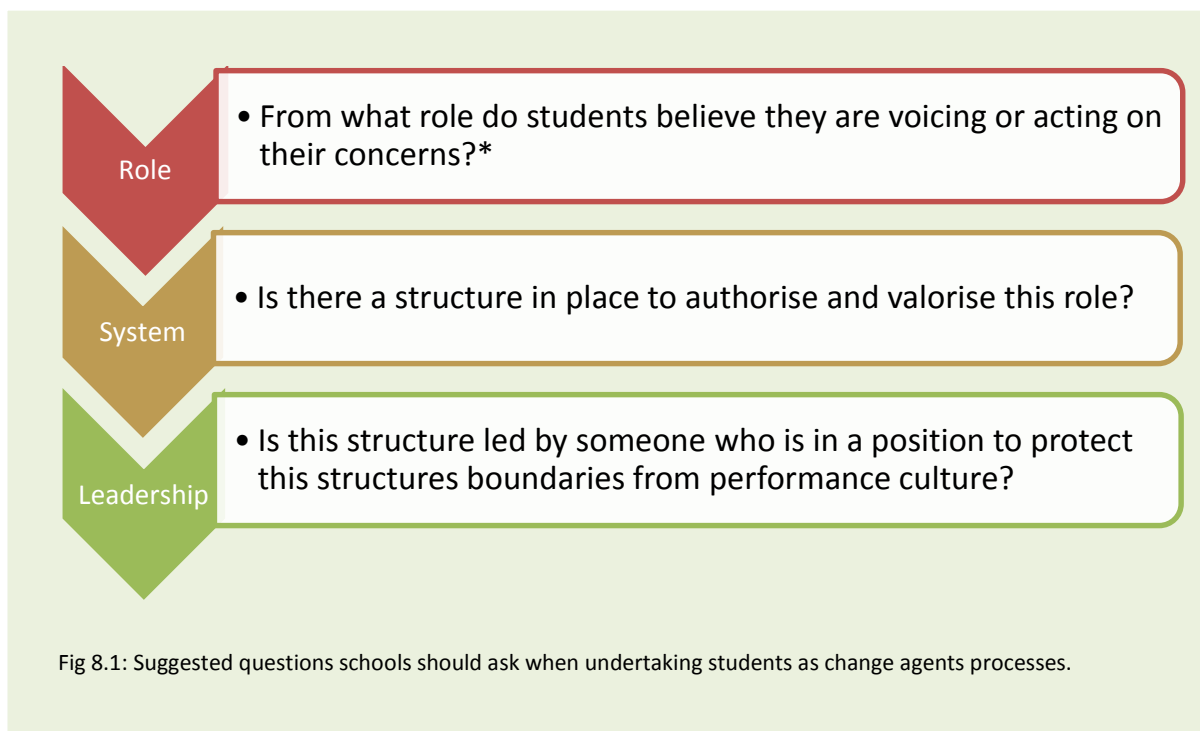 Role
• From what role do students believe they are voicing or acting on
their concerns?*
System
• Is there a structure in place to authorise and valorise this role?
Leadership
• Is this structure led by someone who is in a position to protect
this structures boundaries from performance culture?
Fig 8.1: Suggested questions schools should ask when undertaking students as change agents processes.